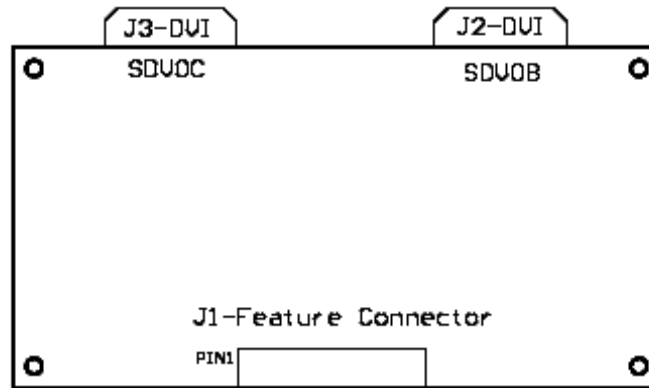 J3-DVI
J2-DVI
SDVOC
SDVOB
J1-Feature Connector
PIN1